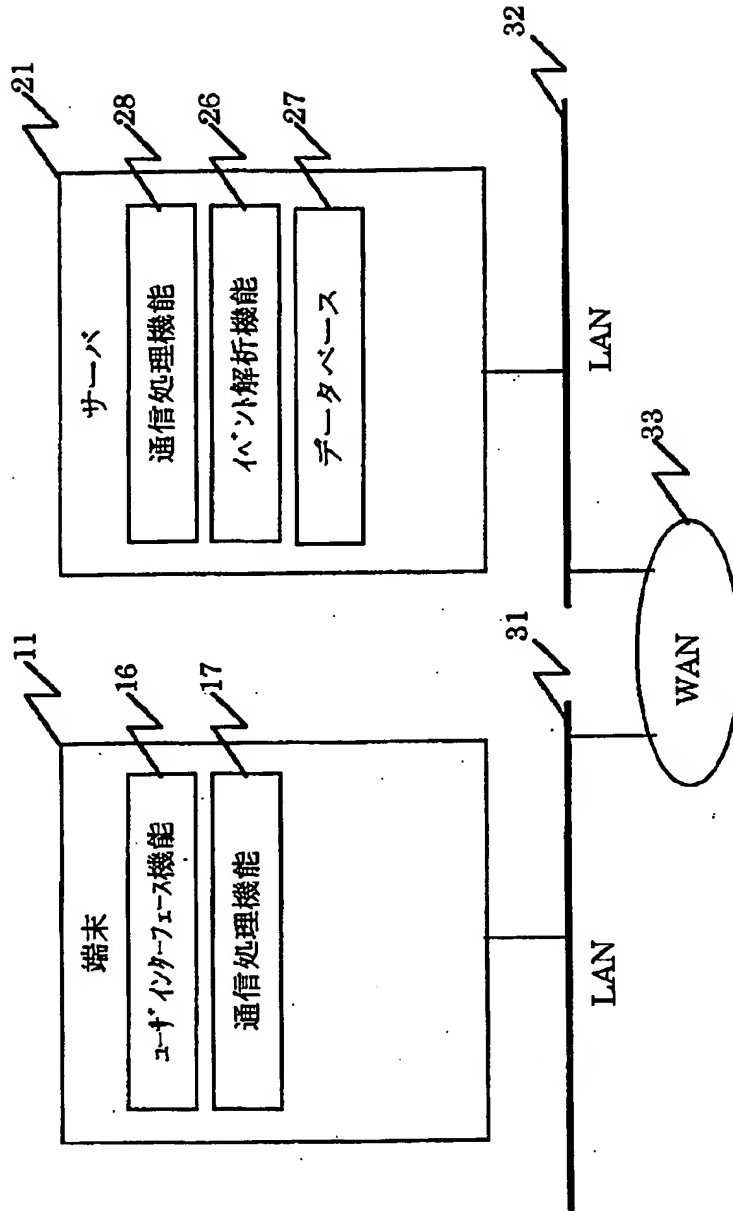 端末
11
ユーザインターフェース機能
16
通信処理機能
17
LAN
31
サーバ
21
通信処理機能
28
イベント解析機能
26
データベース
27
LAN
32
WAN
33